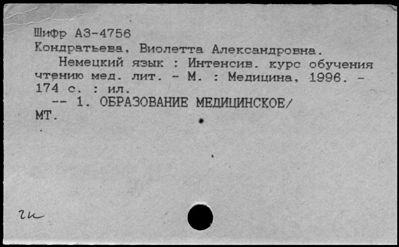 Шифр А3-4756
Кондратьева, Виолетта Александровна.
Немецкий язык : Интенсив. курс обучения
чтению мед. лит. - М. : Медицина, 1996. -
174 с. : ил.
-- 1. ОБРАЗОВАНИЕ МЕДИЦИНСКОЕ/
МТ.